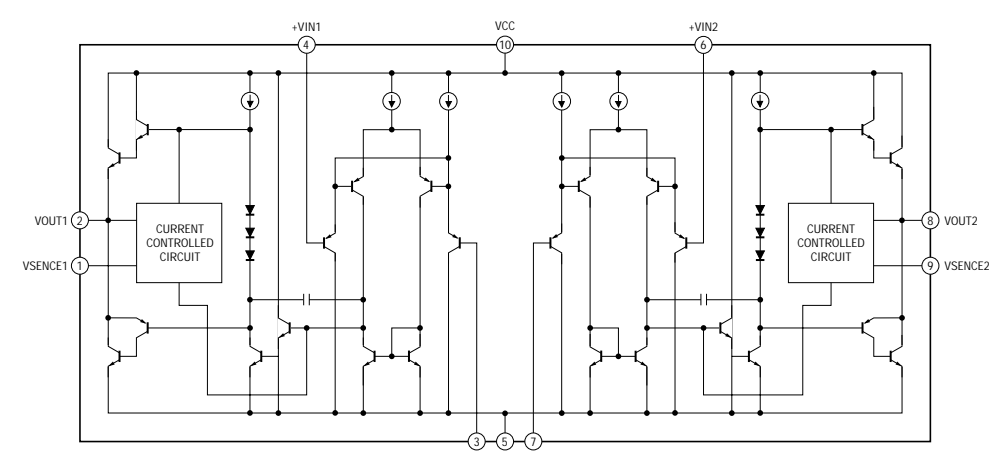 +VIN1
VCC
+VIN2
4
10
6
VOUT1 2
CURRENT
CONTROLLED
CIRCUIT
VSENCE1 1
CURRENT
CONTROLLED
CIRCUIT
8 VOUT2
9 VSENCE2
3
5
7